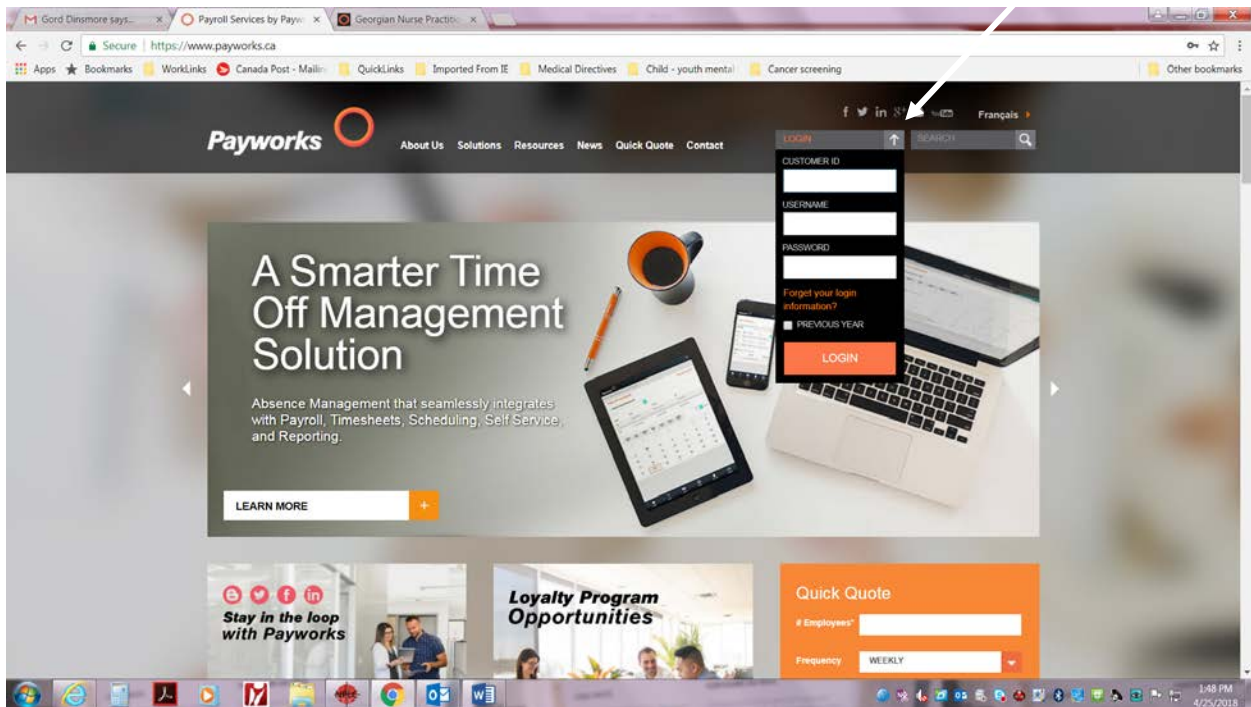 Gord Dinsmore says...
Payroll Services by Payw
Georgian Nurse Practitio
Secure | https://www.payworks.ca
Apps Bookmarks WorkLinks Canada Post - Mailin QuickLinks Imported From IE Medical Directives Child - youth mental Cancer screening Other bookmarks
Français
Payworks
About Us Solutions Resources News Quick Quote Contact
LOGIN
SEARCH
CUSTOMER ID
USERNAME
PASSWORD
Forget your login
information?
PREVIOUS YEAR
LOGIN
A Smarter Time
Off Management
Solution
Absence Management that seamlessly integrates
with Payroll, Timesheets, Scheduling, Self Service,
and Reporting.
LEARN MORE +
Stay in the loop
with Payworks
Loyalty Program
Opportunities
Quick Quote
# Employees*
Frequency WEEKLY
1:48 PM
4/25/2018